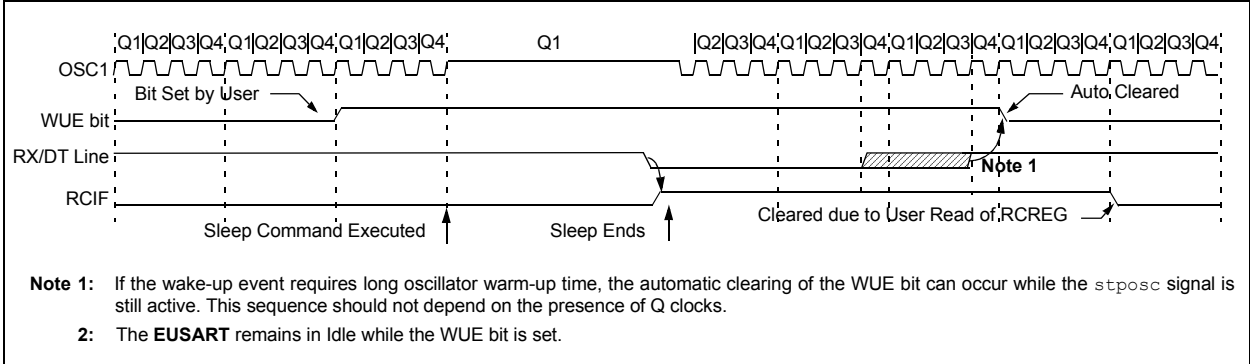 Q1 Q2 Q3 Q4 Q1 Q2 Q3 Q4 Q1 Q2 Q3 Q4 Q1 Q2 Q3 Q4 Q1 Q2 Q3 Q4 Q1 Q2 Q3 Q4 Q1 Q2 Q3 Q4 Q1 Q2 Q3 Q4
OSC1
Bit Set by User
Auto Cleared
WUE bit
RX/DT Line
Note 1
RCIF
Cleared due to User Read of RCREG
Sleep Command Executed
Sleep Ends
Note 1: If the wake-up event requires long oscillator warm-up time, the automatic clearing of the WUE bit can occur while the stposc signal is
still active. This sequence should not depend on the presence of Q clocks.
2: The EUSART remains in Idle while the WUE bit is set.